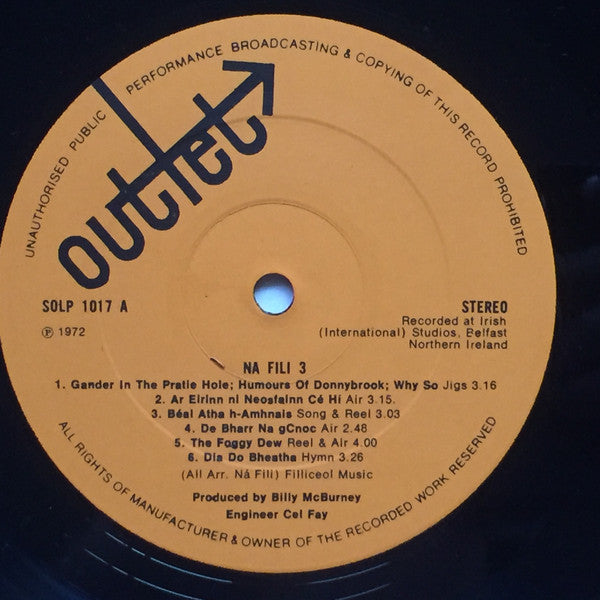 UNAUTHORISED PUBLIC PERFORMANCE BROADCASTING & COPYING OF THIS RECORD PROHIBITED
outlet
SOLP 1017 A
Ⓟ 1972
STEREO
Recorded at Irish
(International) Studios, Belfast
Northern Ireland
NA FILI 3
1. Gander In The Pratie Hole; Humours Of Donnybrook; Why So Jigs 3.16
2. Ar Eirinn ni Neosfainn Cé Hí Air 3.15.
3. Béal Atha h-Amhnais Song & Reel 3.03
4. De Bharr Na gCnoc Air 2.48
5. The Foggy Dew Reel & Air 4.00
6. Dia Do Bheatha Hymn 3.26
(All Arr. Ná Fili) Filliceol Music
Produced by Billy McBurney
Engineer Cel Fay
ALL RIGHTS OF MANUFACTURER & OWNER OF THE RECORDED WORK RESERVED